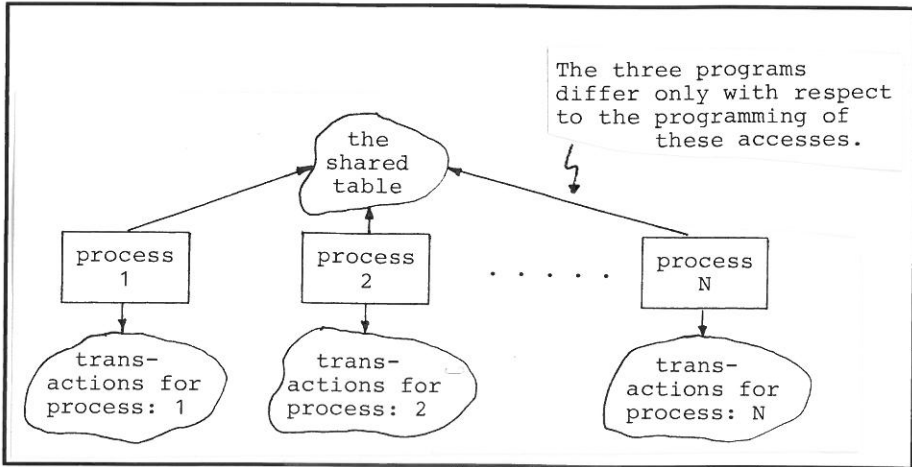 The three programs
differ only with respect
to the programming of
these accesses.
the
shared
table
process
1
process
2
. . . . .
process
N
trans-
actions for
process: 1
trans-
actions for
process: 2
trans-
actions for
process: N